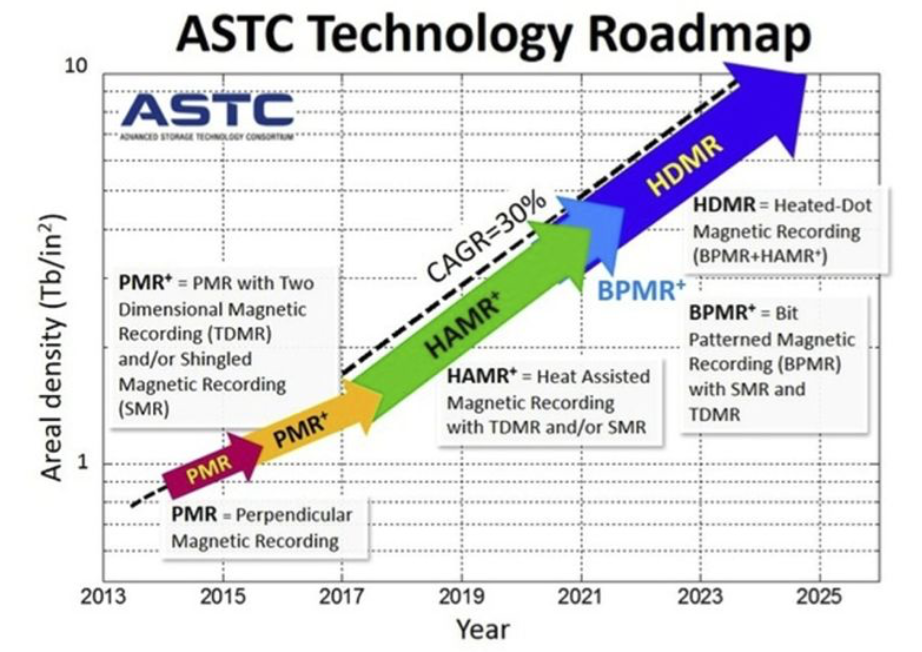 ASTC Technology Roadmap
10
ASTC
ADVANCED STORAGE TECHNOLOGY CONSORTIUM
HDMR
CAGR=30%
HDMR = Heated-Dot
Magnetic Recording
(BPMR+HAMR⁺)
PMR⁺ = PMR with Two
Dimensional Magnetic
Recording (TDMR)
and/or Shingled
Magnetic Recording
(SMR)
BPMR⁺
HAMR⁺
BPMR⁺ = Bit
Patterned Magnetic
Recording (BPMR)
with SMR and
TDMR
HAMR⁺ = Heat Assisted
Magnetic Recording
with TDMR and/or SMR
PMR⁺
PMR
1
PMR = Perpendicular
Magnetic Recording
Areal density (Tb/in²)
2013 2015 2017 2019 2021 2023 2025
Year